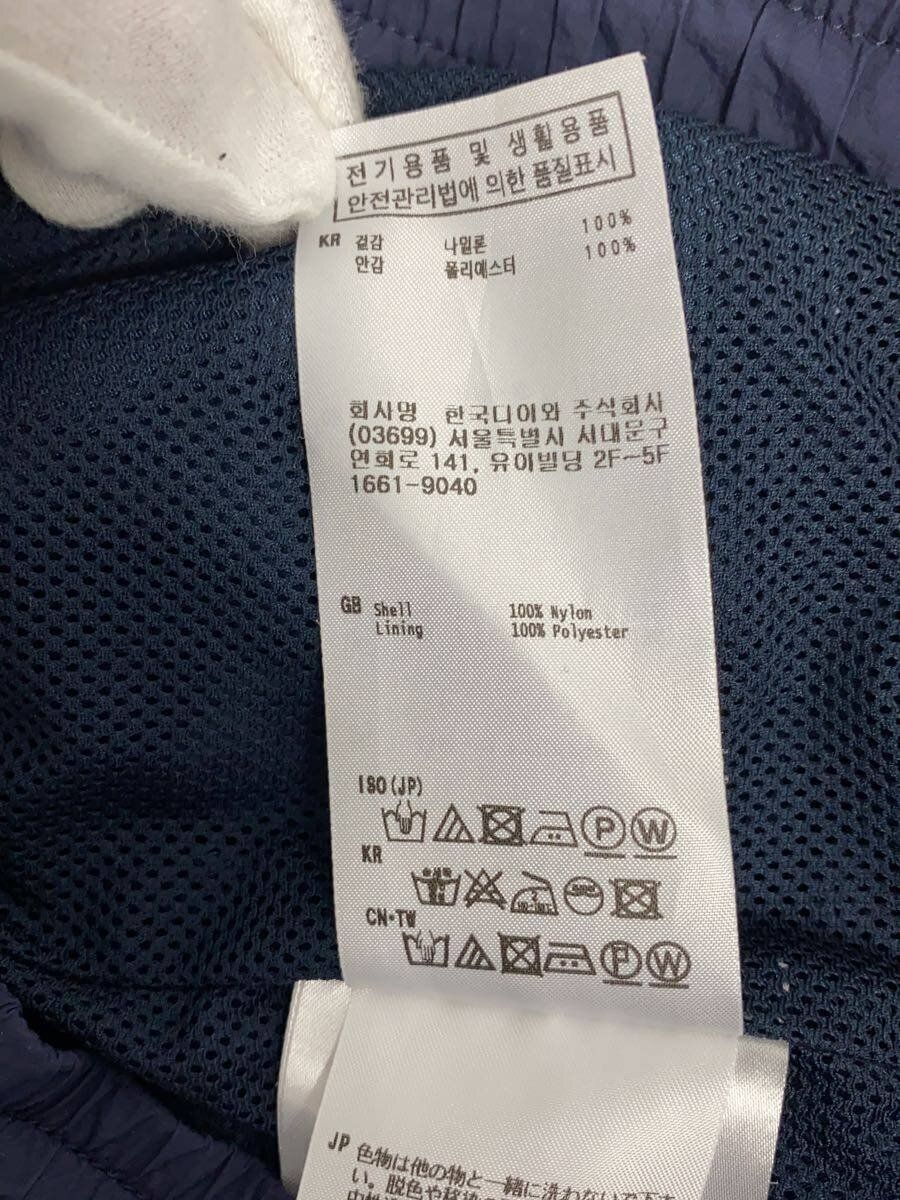 전기용품 및 생활용품
안전관리법에 의한 품질표시
KR 겉감 나일론 100%
안감 폴리에스터 100%
회사명 한국다이와 주식회사
(03699) 서울특별시 서대문구
연희로 141, 유이빌딩 2F-5F
1661-9040
GB Shell 100% Nylon
Lining 100% Polyester
ISO(JP)
P W
KR
CN·TW
W
JP 色物は他の物と一緒に洗わないで下さ
い。脱色や